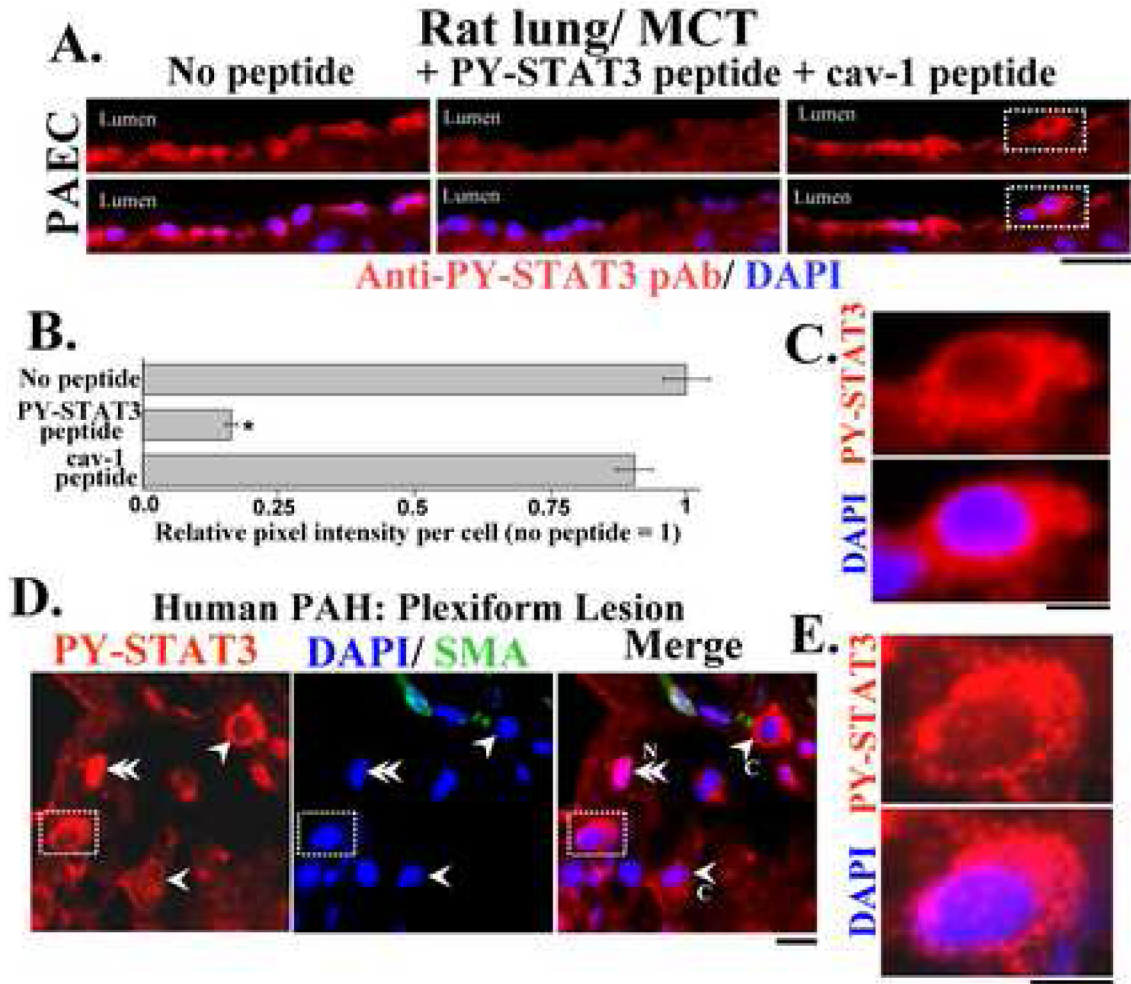 A.
Rat lung/ MCT
No peptide + PY-STAT3 peptide + cav-1 peptide
PAEC
Lumen Lumen Lumen
Lumen Lumen Lumen
Anti-PY-STAT3 pAb/ DAPI
B.
No peptide
PY-STAT3
peptide
*
cav-1
peptide
0.0 0.25 0.5 0.75 1
Relative pixel intensity per cell (no peptide = 1)
C.
PY-STAT3
DAPI
D.
Human PAH: Plexiform Lesion
PY-STAT3 DAPI/ SMA Merge
N
C
C
E.
PY-STAT3
DAPI